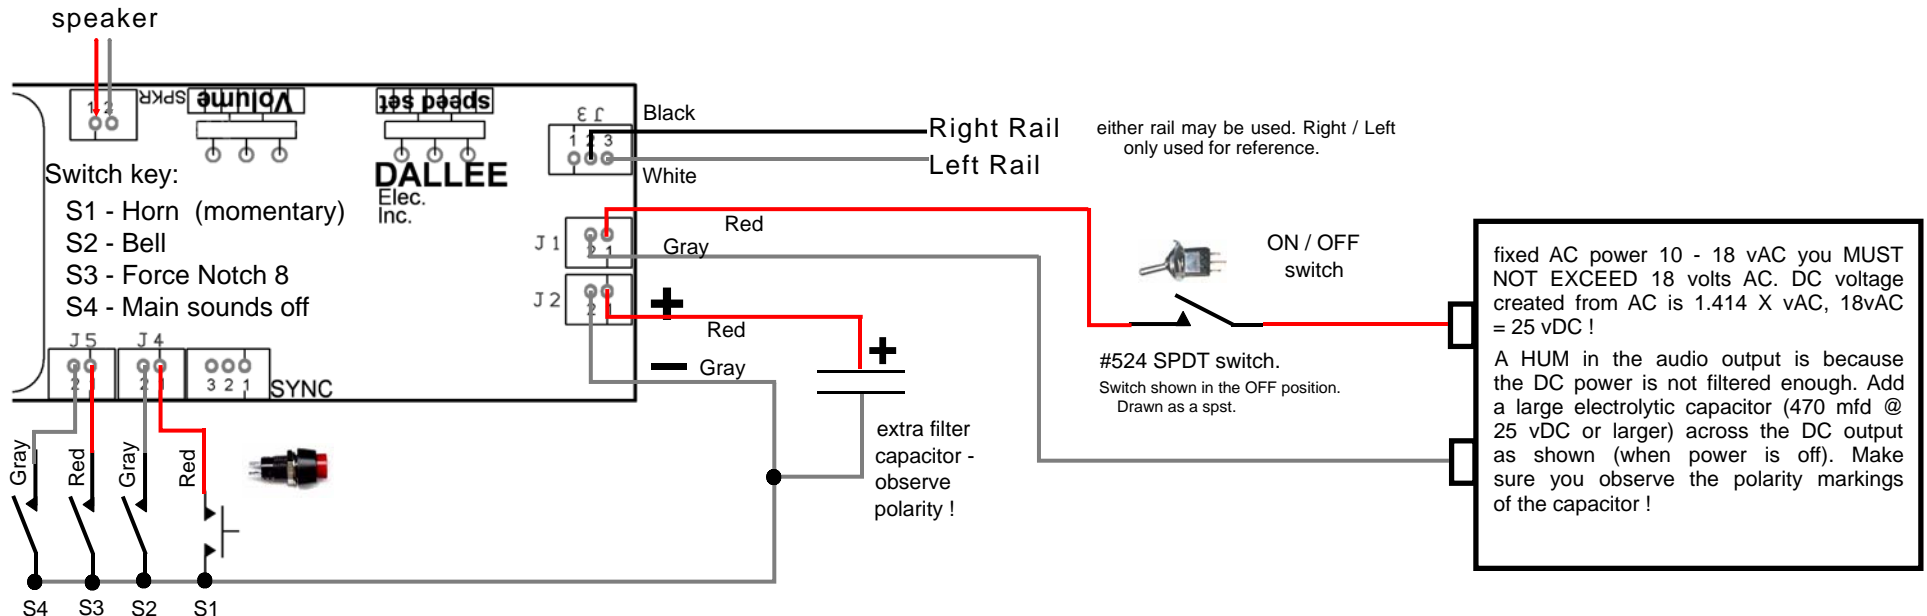 speaker
1 2
SPKR
Volume
speed set
J 3
1 2 3
Black
White
Right Rail
Left Rail
either rail may be used. Right / Left
only used for reference.
DALLEE
Elec.
Inc.
Switch key:
S1 - Horn (momentary)
S2 - Bell
S3 - Force Notch 8
S4 - Main sounds off
J 1
2 1
Red
Gray
J 2
2 1
+
Red
− Gray
+
extra filter
capacitor -
observe
polarity !
ON / OFF
switch
#524 SPDT switch.
Switch shown in the OFF position.
Drawn as a spst.
fixed AC power 10 - 18 vAC you MUST
NOT EXCEED 18 volts AC. DC voltage
created from AC is 1.414 X vAC, 18vAC
= 25 vDC !
A HUM in the audio output is because
the DC power is not filtered enough. Add
a large electrolytic capacitor (470 mfd @
25 vDC or larger) across the DC output
as shown (when power is off). Make
sure you observe the polarity markings
of the capacitor !
J 5
2 1
J 4
2 1
3 2 1
SYNC
Gray
Red
Gray
Red
S4 S3 S2 S1